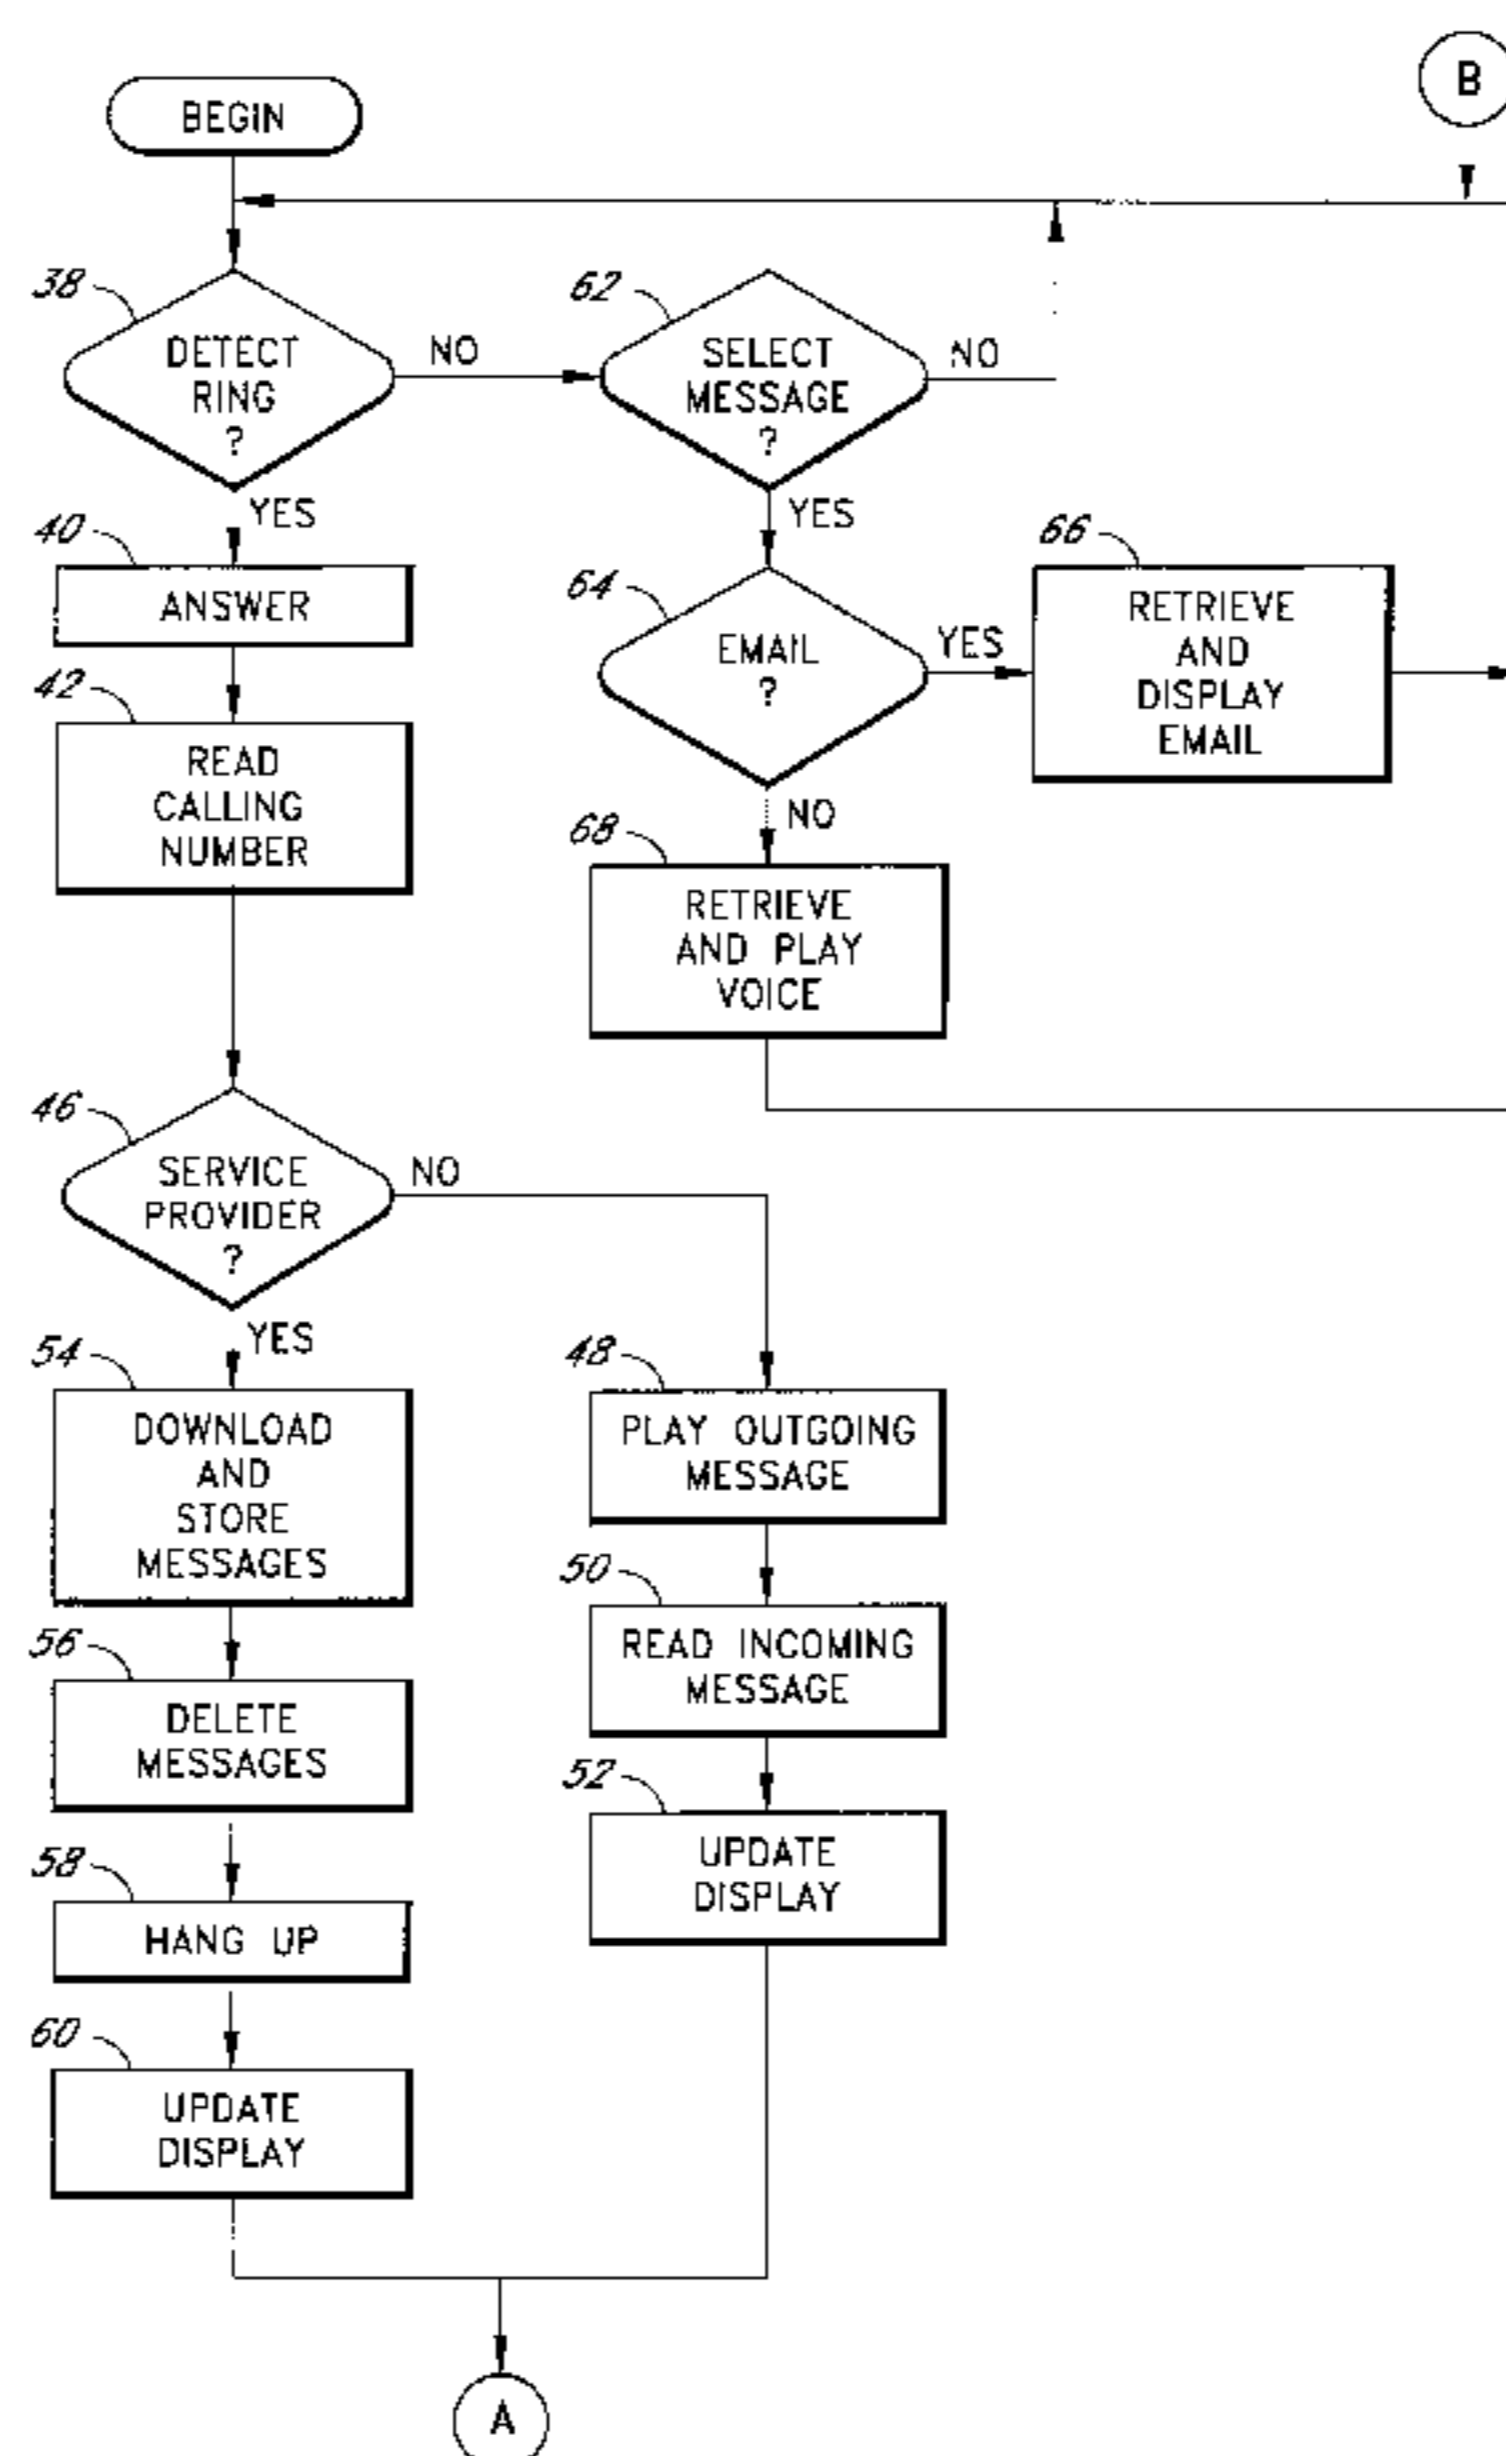 B
BEGIN
38
DETECT
RING
?
NO
62
SELECT
MESSAGE
?
NO
YES
YES
40
ANSWER
64
EMAIL
?
YES
66
RETRIEVE
AND
DISPLAY
EMAIL
42
READ
CALLING
NUMBER
NO
68
RETRIEVE
AND PLAY
VOICE
46
SERVICE
PROVIDER
?
NO
YES
54
DOWNLOAD
AND
STORE
MESSAGES
48
PLAY OUTGOING
MESSAGE
50
READ INCOMING
MESSAGE
56
DELETE
MESSAGES
52
UPDATE
DISPLAY
58
HANG UP
60
UPDATE
DISPLAY
A